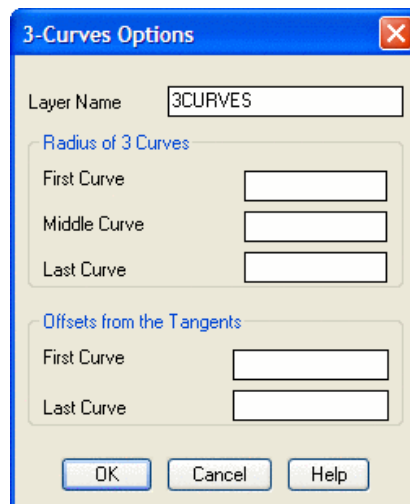 3-Curves Options
Layer Name 3CURVES
Radius of 3 Curves
First Curve
Middle Curve
Last Curve
Offsets from the Tangents
First Curve
Last Curve
OK Cancel Help